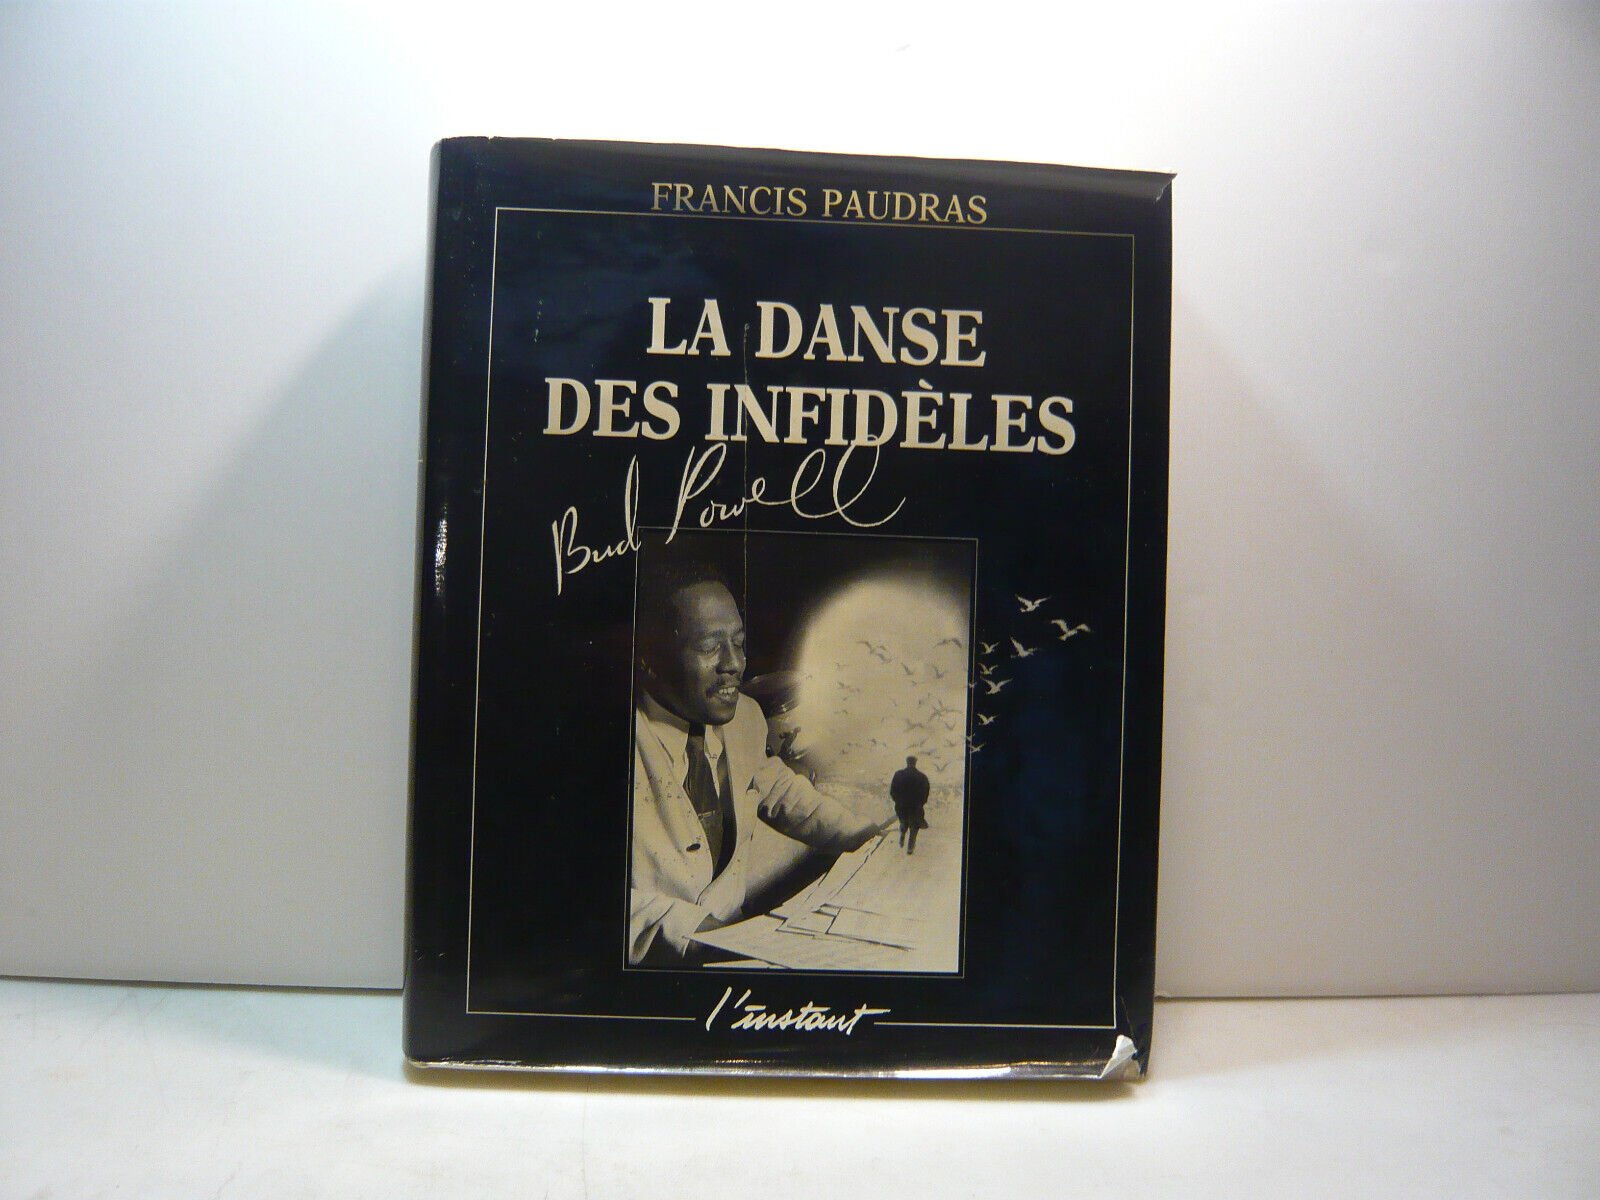 FRANCIS PAUDRAS
LA DANSE
DES INFIDÈLES
Bud Powell
l'instant